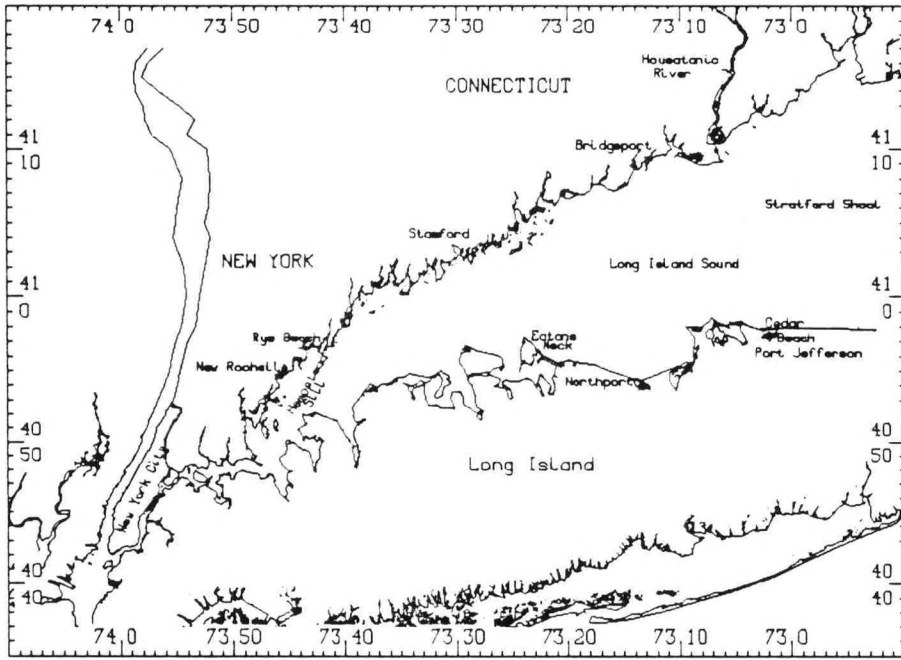 74 0 73 50 73 40 73 30 73 20 73 10 73 0
Housatonic
River
CONNECTICUT
41
10
41
10
Bridgeport
Stratford Shoal
Stamford
NEW YORK
Long Island Sound
41
0
41
0
Cedar
Beach
Port Jefferson
Rye Beach
Eatons
Neck
New Rochelle
Northport
Sill
40
50
40
50
Long Island
New York City
40
40
40
40
74 0 73 50 73 40 73 30 73 20 73 10 73 0